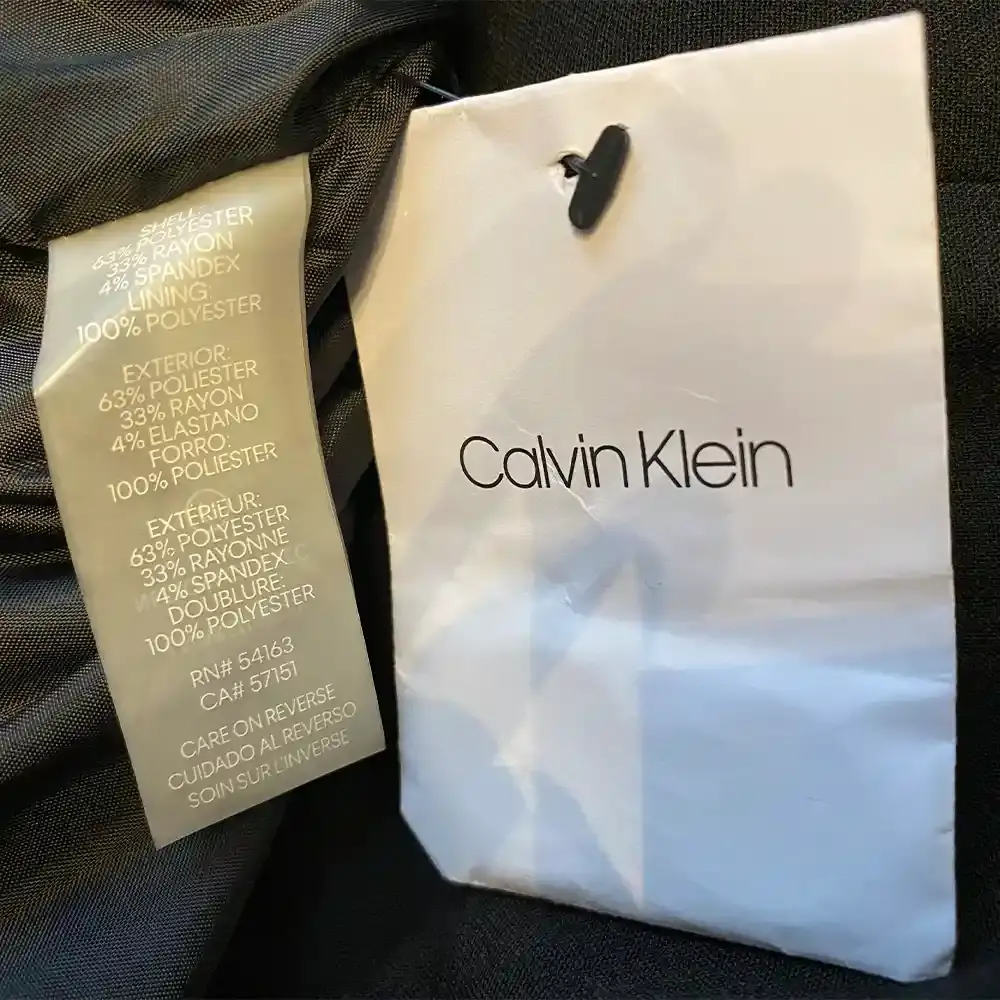 SHELL:
63% POLYESTER
33% RAYON
4% SPANDEX
LINING:
100% POLYESTER
EXTERIOR:
63% POLIESTER
33% RAYON
4% ELASTANO
FORRO:
100% POLIESTER
EXTÉRIEUR:
63% POLYESTER
33% RAYONNE
4% SPANDEX
DOUBLURE:
100% POLYESTER
RN# 54163
CA# 57151
CARE ON REVERSE
CUIDADO AL REVERSO
SOIN SUR L'INVERSE
Calvin Klein